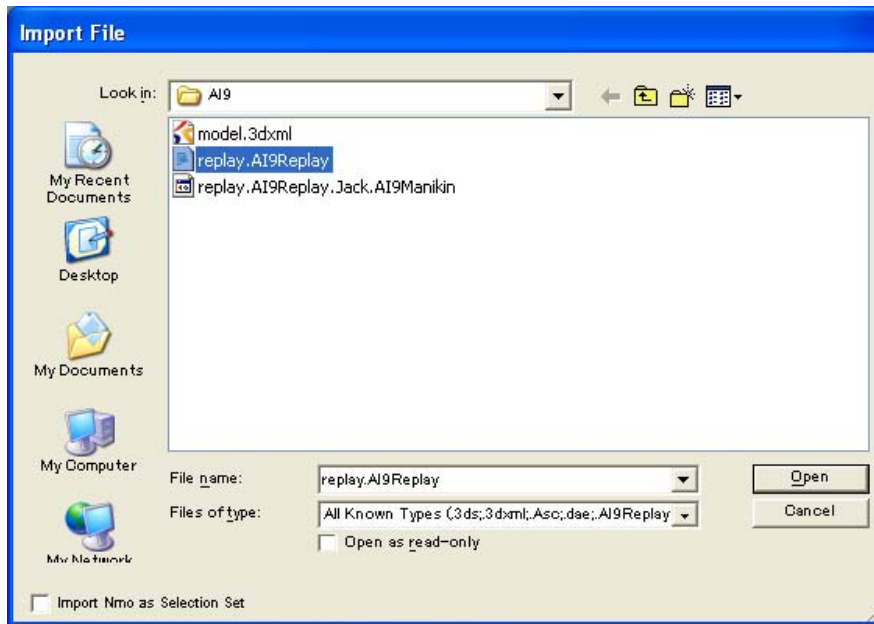 Import File
Look in: AI9
model.3dxml
replay.AI9Replay
replay.AI9Replay.Jack.AI9Manikin
My Recent
Documents
Desktop
My Documents
My Computer
My Network
File name: replay.AI9Replay Open
Files of type: All Known Types (.3ds;.3dxml;.Asc;.dae;.AI9Replay Cancel
Open as read-only
Import Nmo as Selection Set